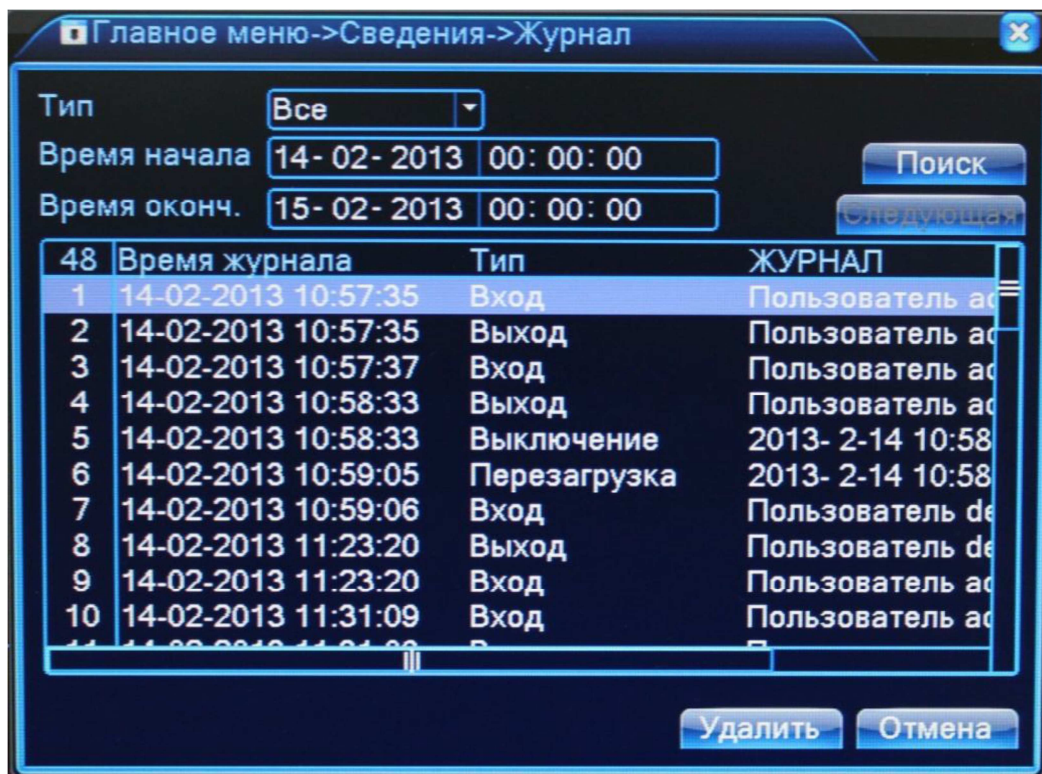 Главное меню->Сведения->Журнал
Тип Все
Время начала 14- 02- 2013 00: 00: 00 Поиск
Время оконч. 15- 02- 2013 00: 00: 00 Следующая
48 Время журнала Тип ЖУРНАЛ
1 14-02-2013 10:57:35 Вход Пользователь ad
2 14-02-2013 10:57:35 Выход Пользователь ad
3 14-02-2013 10:57:37 Вход Пользователь ad
4 14-02-2013 10:58:33 Выход Пользователь ad
5 14-02-2013 10:58:33 Выключение 2013- 2-14 10:58
6 14-02-2013 10:59:05 Перезагрузка 2013- 2-14 10:58
7 14-02-2013 10:59:06 Вход Пользователь de
8 14-02-2013 11:23:20 Выход Пользователь de
9 14-02-2013 11:23:20 Вход Пользователь ad
10 14-02-2013 11:31:09 Вход Пользователь ad
Удалить Отмена